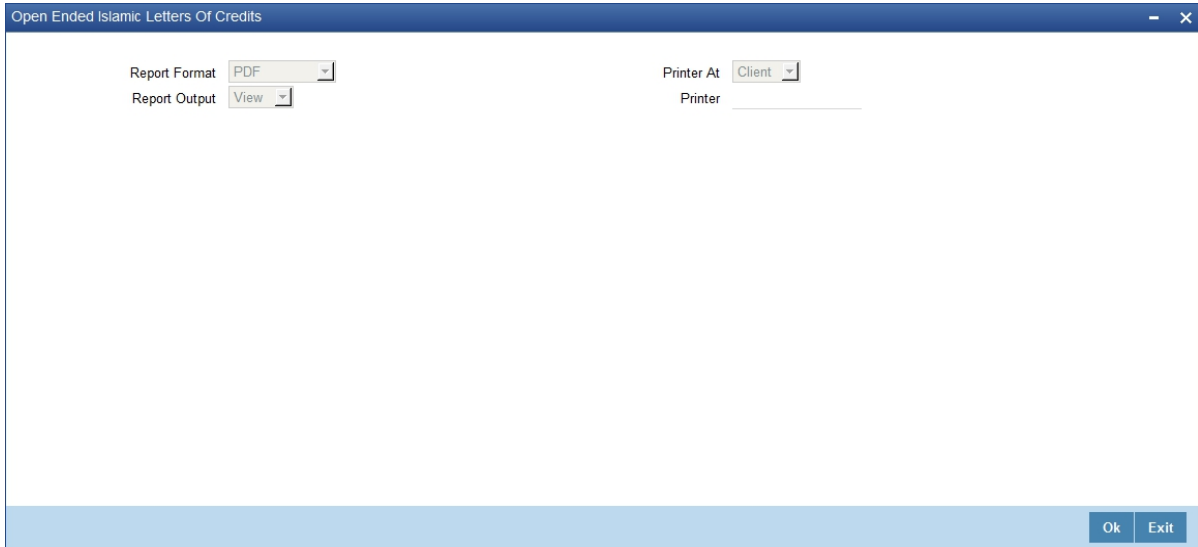 Open Ended Islamic Letters Of Credits
Report Format PDF Printer At Client
Report Output View Printer
Ok Exit